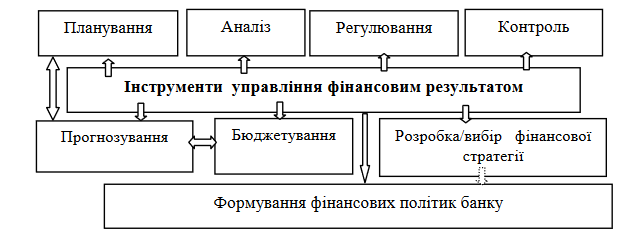 Планування
Аналіз
Регулювання
Контроль
Інструменти управління фінансовим результатом
Прогнозування
Бюджетування
Розробка/вибір фінансової
стратегії
Формування фінансових політик банку